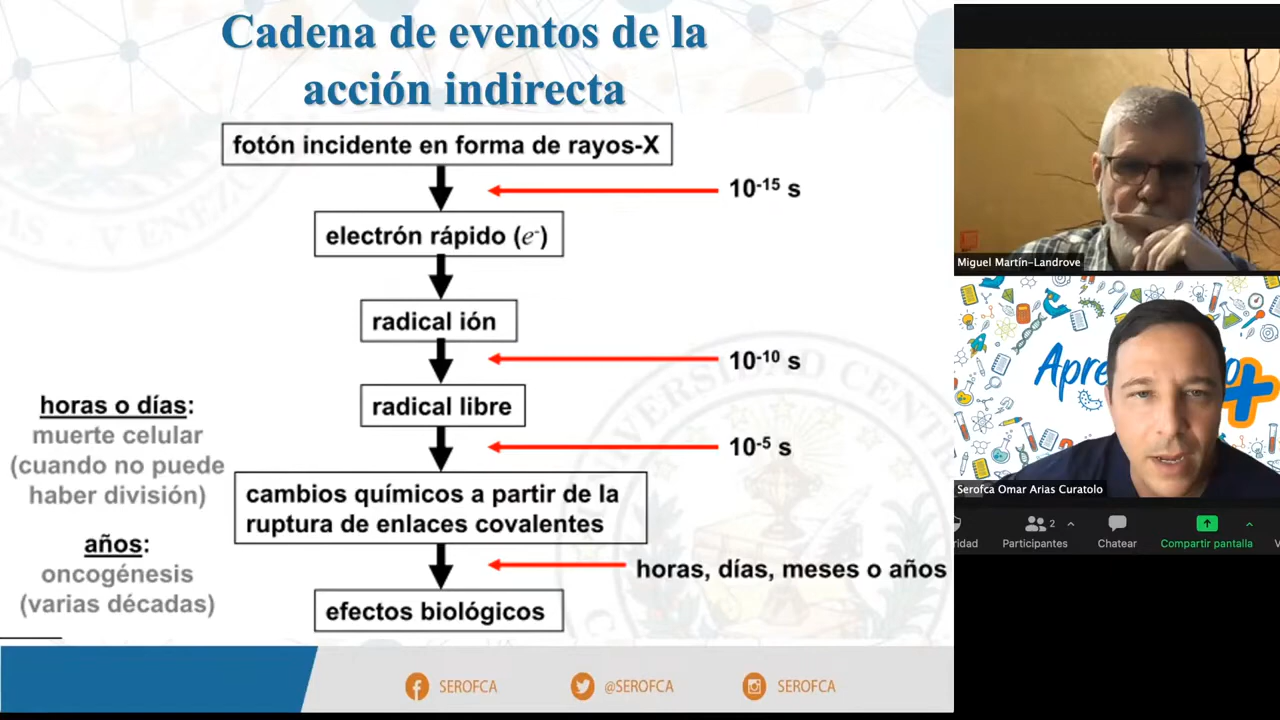 Cadena de eventos de la
acción indirecta
fotón incidente en forma de rayos-X
10⁻¹⁵ s
electrón rápido (e⁻)
radical ión
10⁻¹⁰ s
radical libre
10⁻⁵ s
horas o días:
muerte celular
(cuando no puede
haber división)
cambios químicos a partir de la
ruptura de enlaces covalentes
años:
oncogénesis
(varias décadas)
horas, días, meses o años
efectos biológicos
SEROFCA
@SEROFCA
SEROFCA
Miguel Martín-Landrove
Serofca Omar Arias Curatolo
ridad
Participantes
2
Chatear
Compartir pantalla